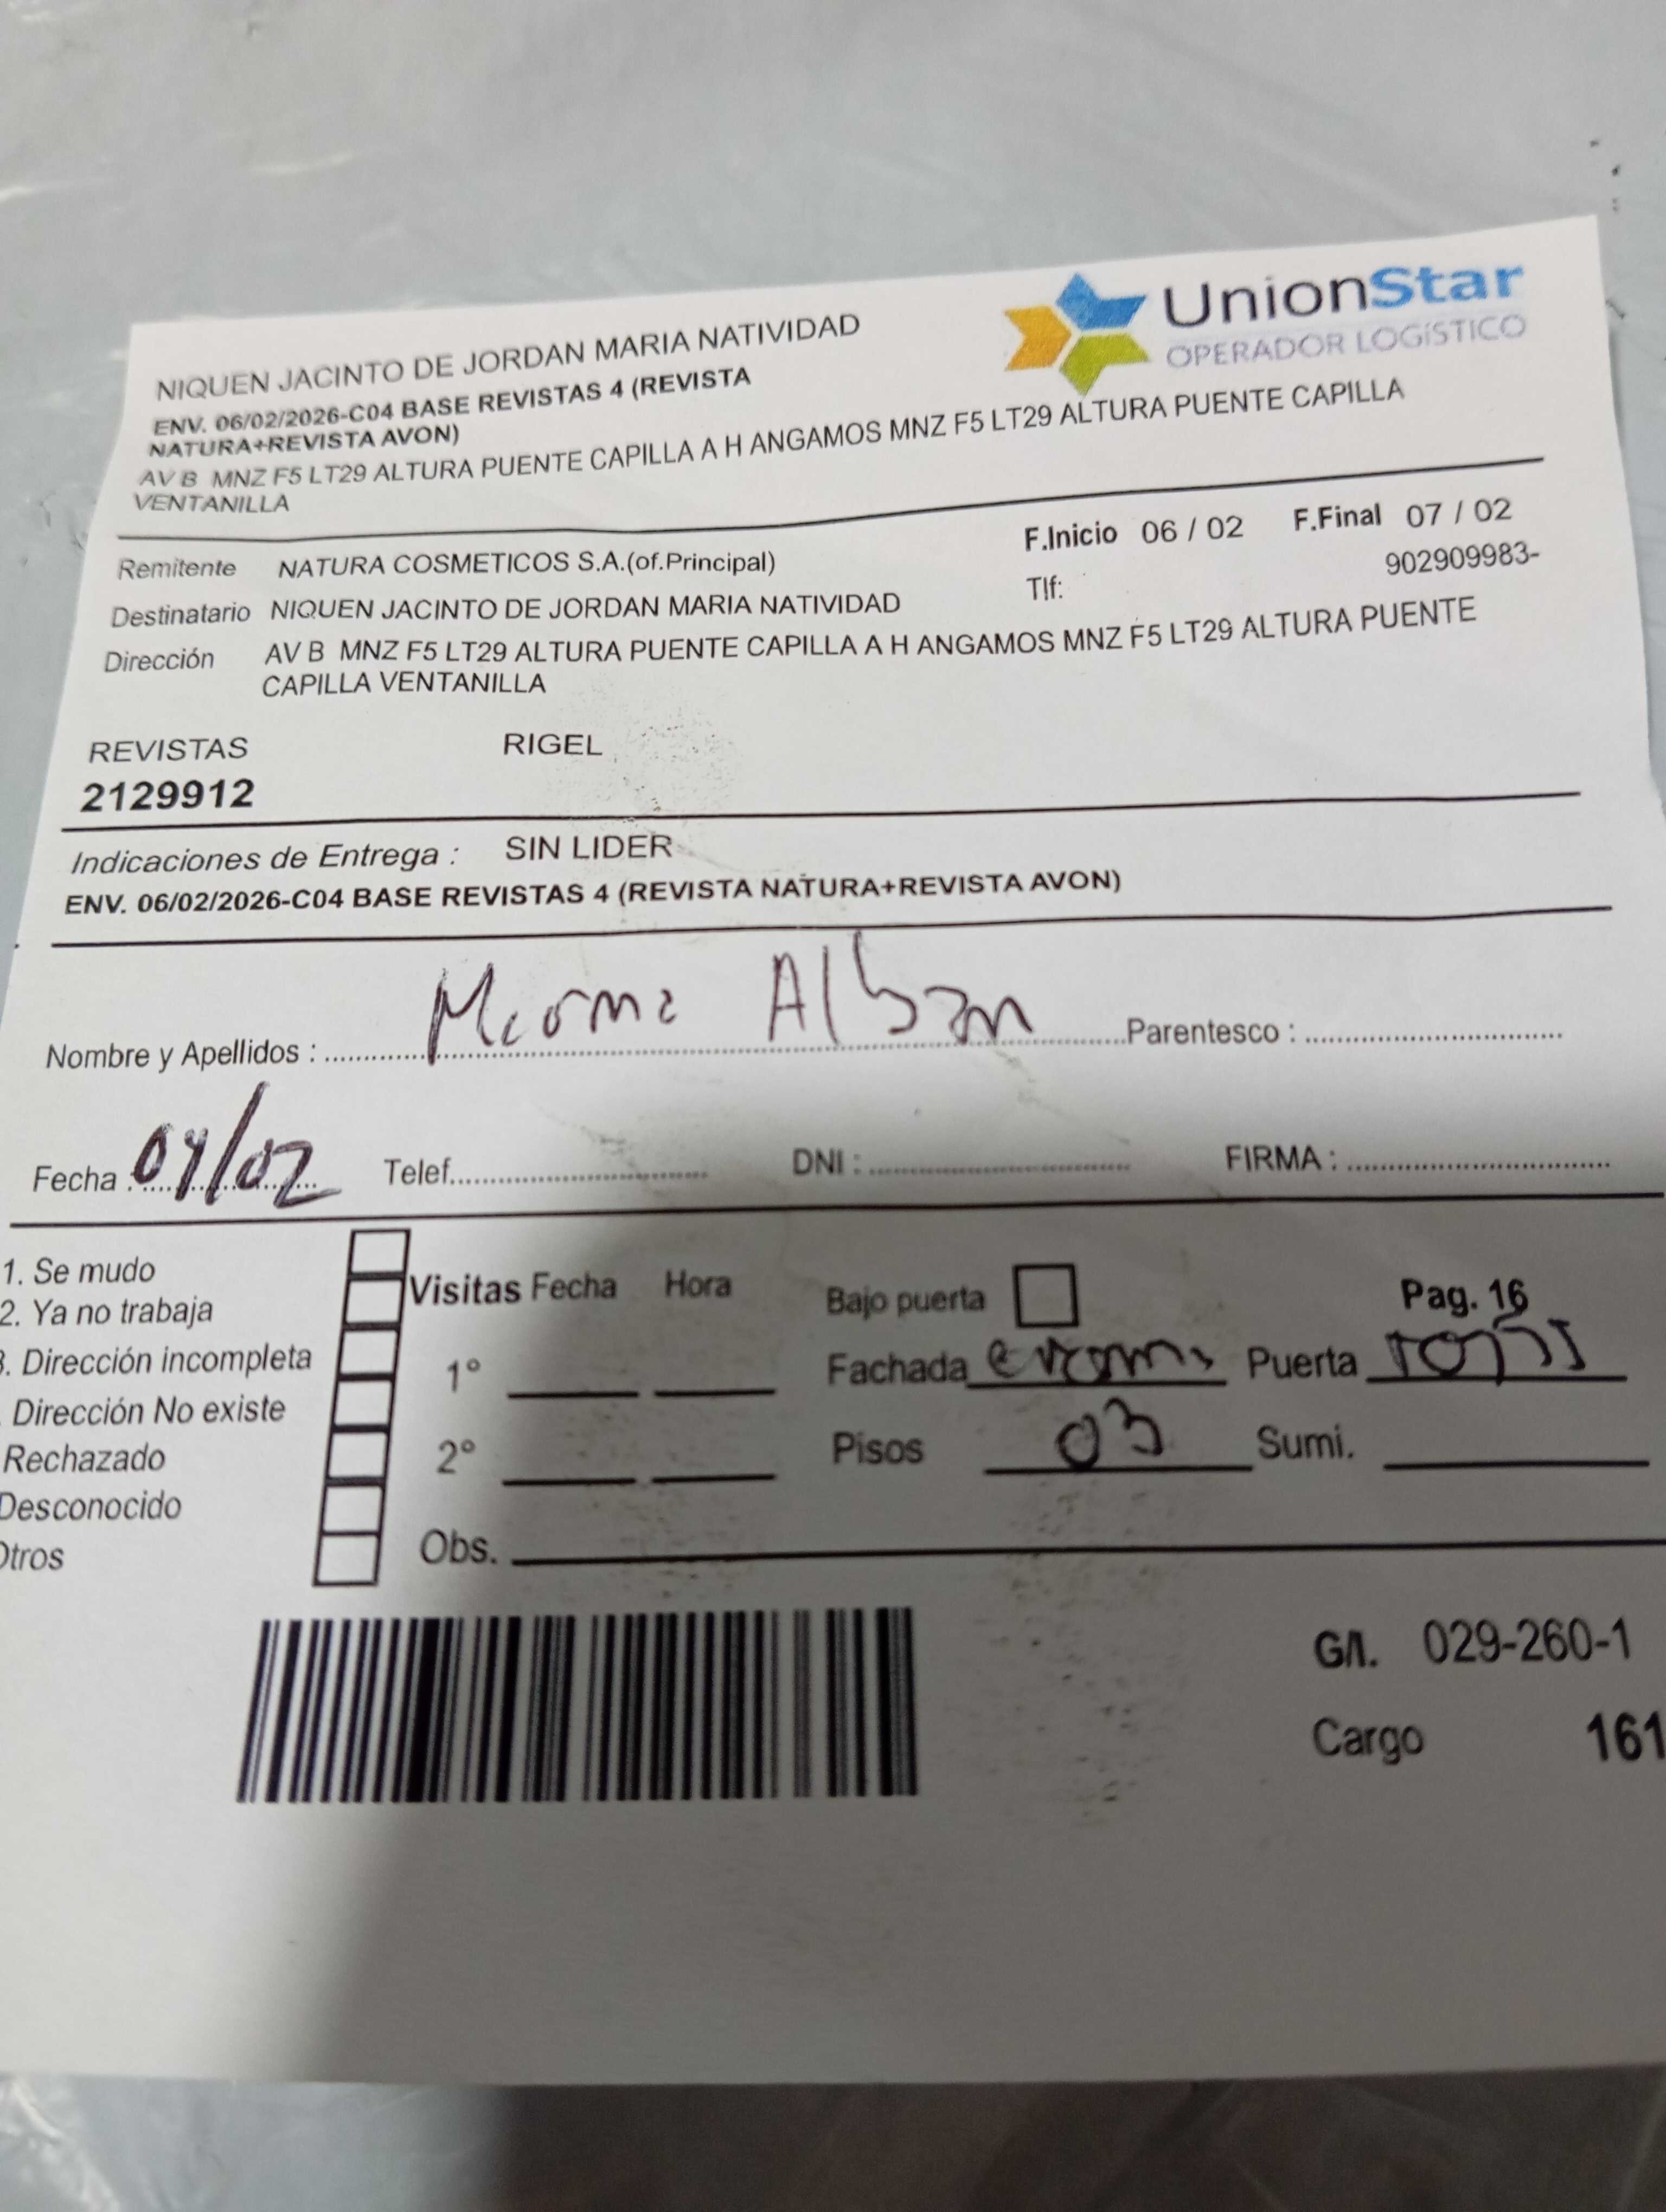 UnionStar
OPERADOR LOGÍSTICO
NIQUEN JACINTO DE JORDAN MARIA NATIVIDAD
ENV. 06/02/2026-C04 BASE REVISTAS 4 (REVISTA
NATURA+REVISTA AVON)
AV B MNZ F5 LT29 ALTURA PUENTE CAPILLA A H ANGAMOS MNZ F5 LT29 ALTURA PUENTE CAPILLA
VENTANILLA
F.Inicio 06 / 02 F.Final 07 / 02
Remitente NATURA COSMETICOS S.A.(of.Principal)
Tlf: 902909983-
Destinatario NIQUEN JACINTO DE JORDAN MARIA NATIVIDAD
Dirección AV B MNZ F5 LT29 ALTURA PUENTE CAPILLA A H ANGAMOS MNZ F5 LT29 ALTURA PUENTE
CAPILLA VENTANILLA
REVISTAS RIGEL
2129912
Indicaciones de Entrega : SIN LIDER
ENV. 06/02/2026-C04 BASE REVISTAS 4 (REVISTA NATURA+REVISTA AVON)
Nombre y Apellidos : Alban Parentesco :
Fecha : Telef. DNI : FIRMA :
1. Se mudo
2. Ya no trabaja
3. Dirección incompleta
. Dirección No existe
Rechazado
Desconocido
Otros
Visitas Fecha Hora
1°
2°
Obs.
Bajo puerta Pag. 16
Fachada Puerta
Pisos 03 Sumi.
G/I. 029-260-1
Cargo 161